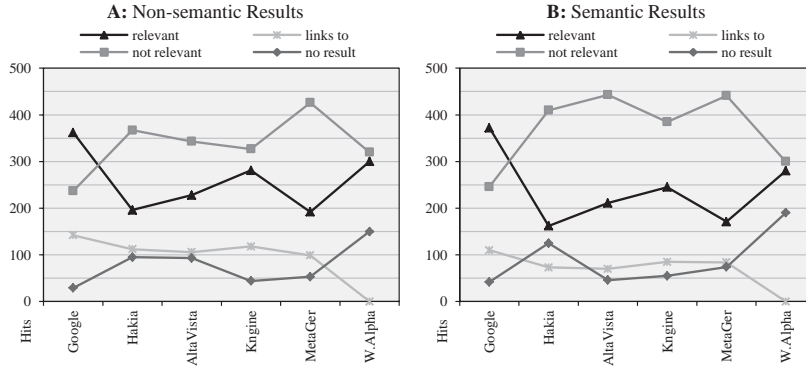 A: Non-semantic Results
relevant
links to
not relevant
no result
500
400
300
200
100
0
Hits
Google
Hakia
AltaVista
Kngine
MetaGer
W.Alpha
B: Semantic Results
relevant
links to
not relevant
no result
500
400
300
200
100
0
Hits
Google
Hakia
AltaVista
Kngine
MetaGer
W.Alpha